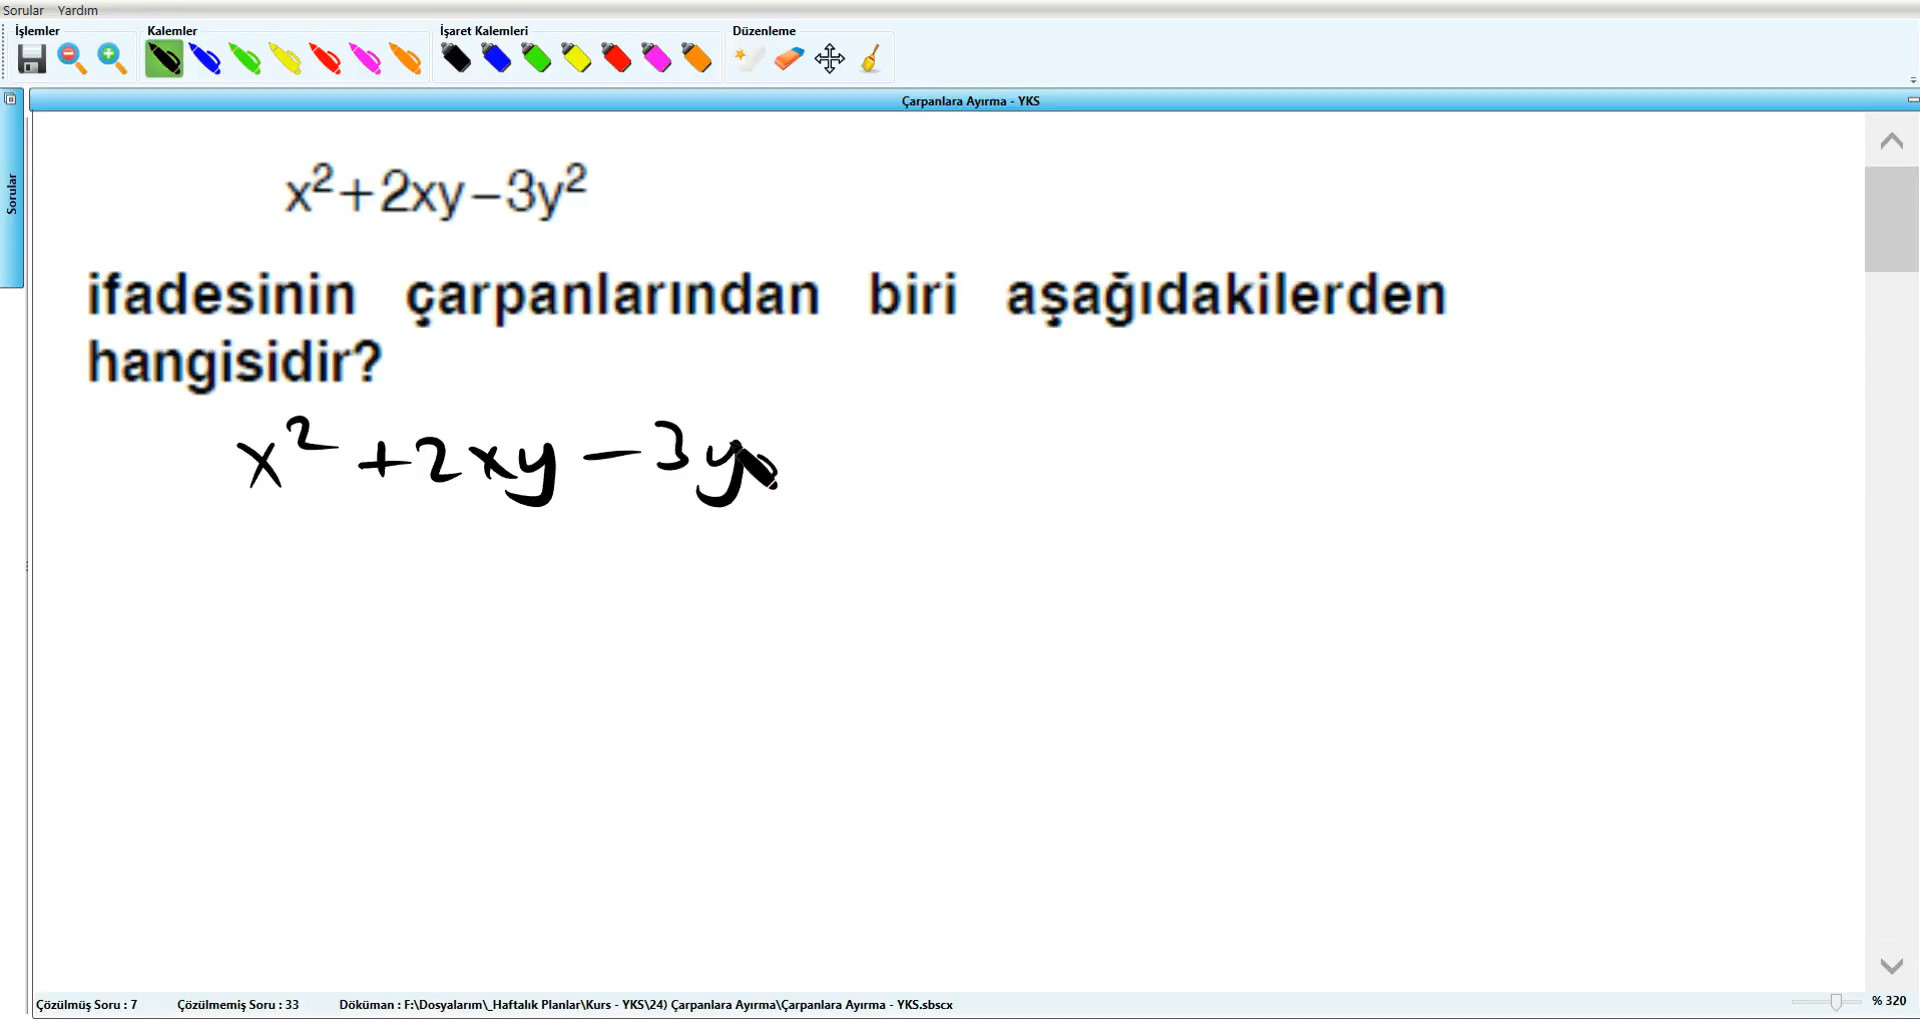 Sorular Yardım
İşlemler Kalemler İşaret Kalemleri Düzenleme
Çarpanlara Ayırma - YKS
Sorular
x²+2xy−3y²
ifadesinin çarpanlarından biri aşağıdakilerden
hangisidir?
x² +2xy −3y
Çözülmüş Soru : 7 Çözülmemiş Soru : 33 Döküman : F:\Dosyalarım\_Haftalık Planlar\Kurs - YKS\24) Çarpanlara Ayırma\Çarpanlara Ayırma - YKS.sbscx % 320